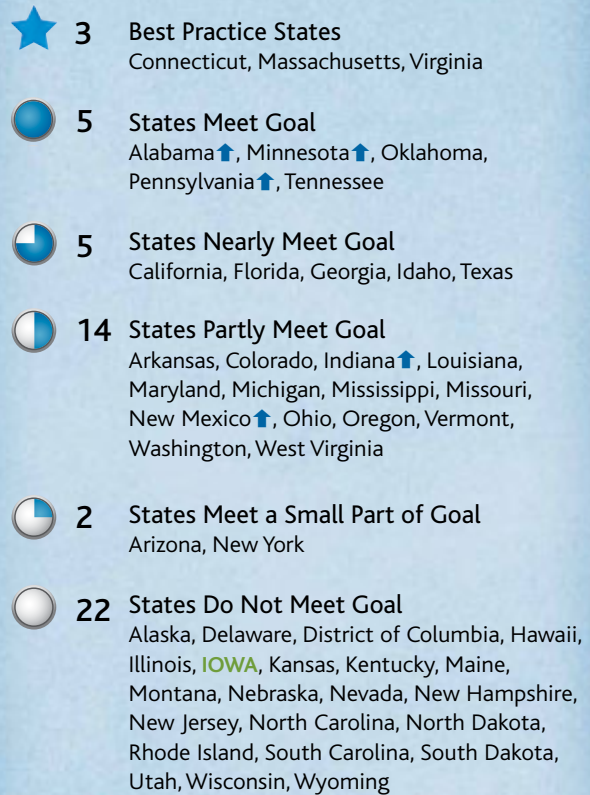 3 Best Practice States
Connecticut, Massachusetts, Virginia
5 States Meet Goal
Alabama⬆, Minnesota⬆, Oklahoma,
Pennsylvania⬆, Tennessee
5 States Nearly Meet Goal
California, Florida, Georgia, Idaho, Texas
14 States Partly Meet Goal
Arkansas, Colorado, Indiana⬆, Louisiana,
Maryland, Michigan, Mississippi, Missouri,
New Mexico⬆, Ohio, Oregon, Vermont,
Washington, West Virginia
2 States Meet a Small Part of Goal
Arizona, New York
22 States Do Not Meet Goal
Alaska, Delaware, District of Columbia, Hawaii,
Illinois, IOWA, Kansas, Kentucky, Maine,
Montana, Nebraska, Nevada, New Hampshire,
New Jersey, North Carolina, North Dakota,
Rhode Island, South Carolina, South Dakota,
Utah, Wisconsin, Wyoming